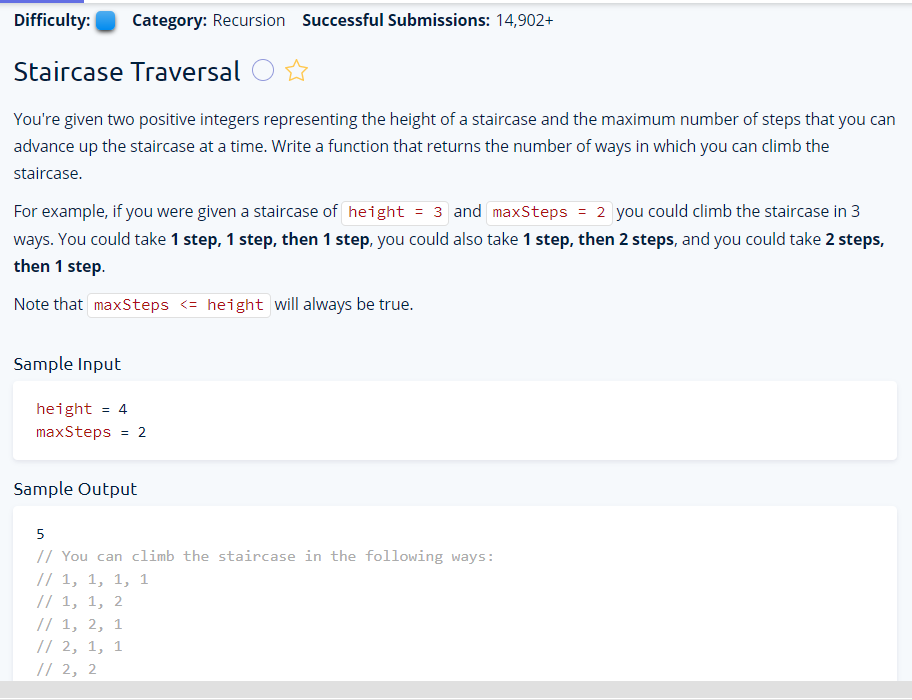 Difficulty: Category: Recursion Successful Submissions: 14,902+
Staircase Traversal
You're given two positive integers representing the height of a staircase and the maximum number of steps that you can
advance up the staircase at a time. Write a function that returns the number of ways in which you can climb the
staircase.
For example, if you were given a staircase of height = 3 and maxSteps = 2 you could climb the staircase in 3
ways. You could take 1 step, 1 step, then 1 step, you could also take 1 step, then 2 steps, and you could take 2 steps,
then 1 step.
Note that maxSteps <= height will always be true.
Sample Input
height = 4
maxSteps = 2
Sample Output
5
// You can climb the staircase in the following ways:
// 1, 1, 1, 1
// 1, 1, 2
// 1, 2, 1
// 2, 1, 1
// 2, 2